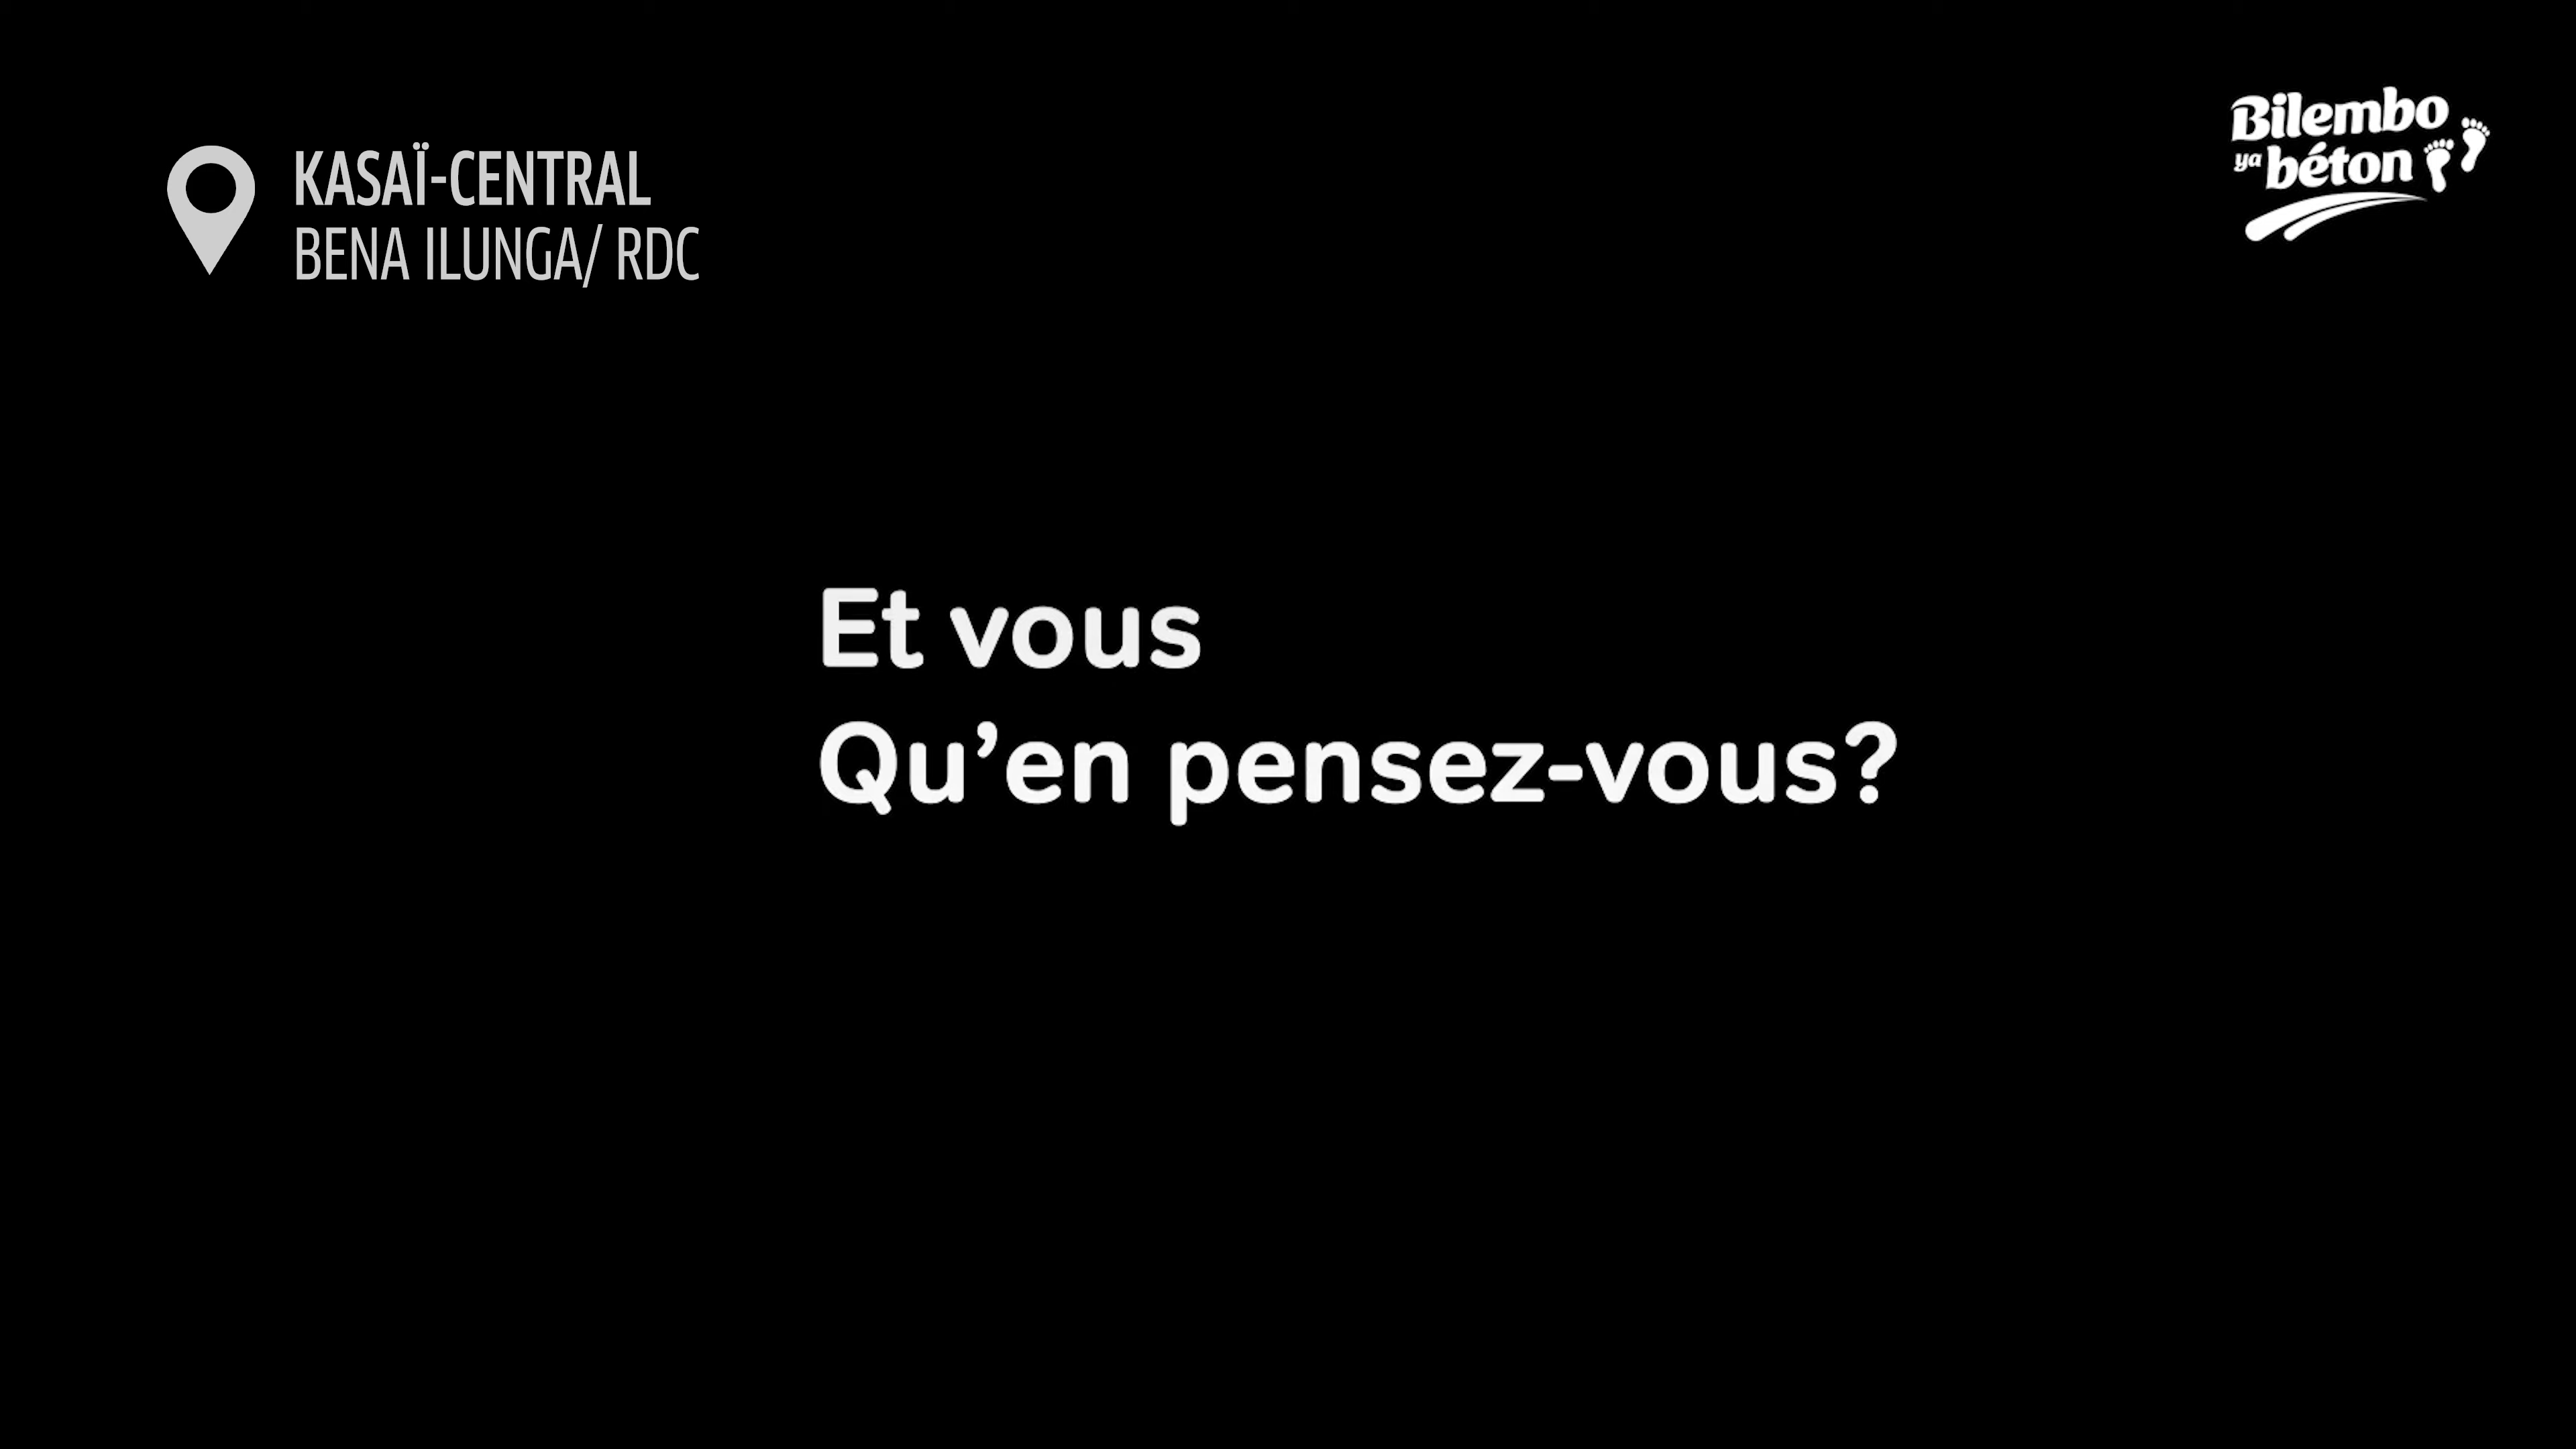 KASAÏ-CENTRAL
BENA ILUNGA/ RDC
Bilembo
ya béton
Et vous
Qu’en pensez-vous?